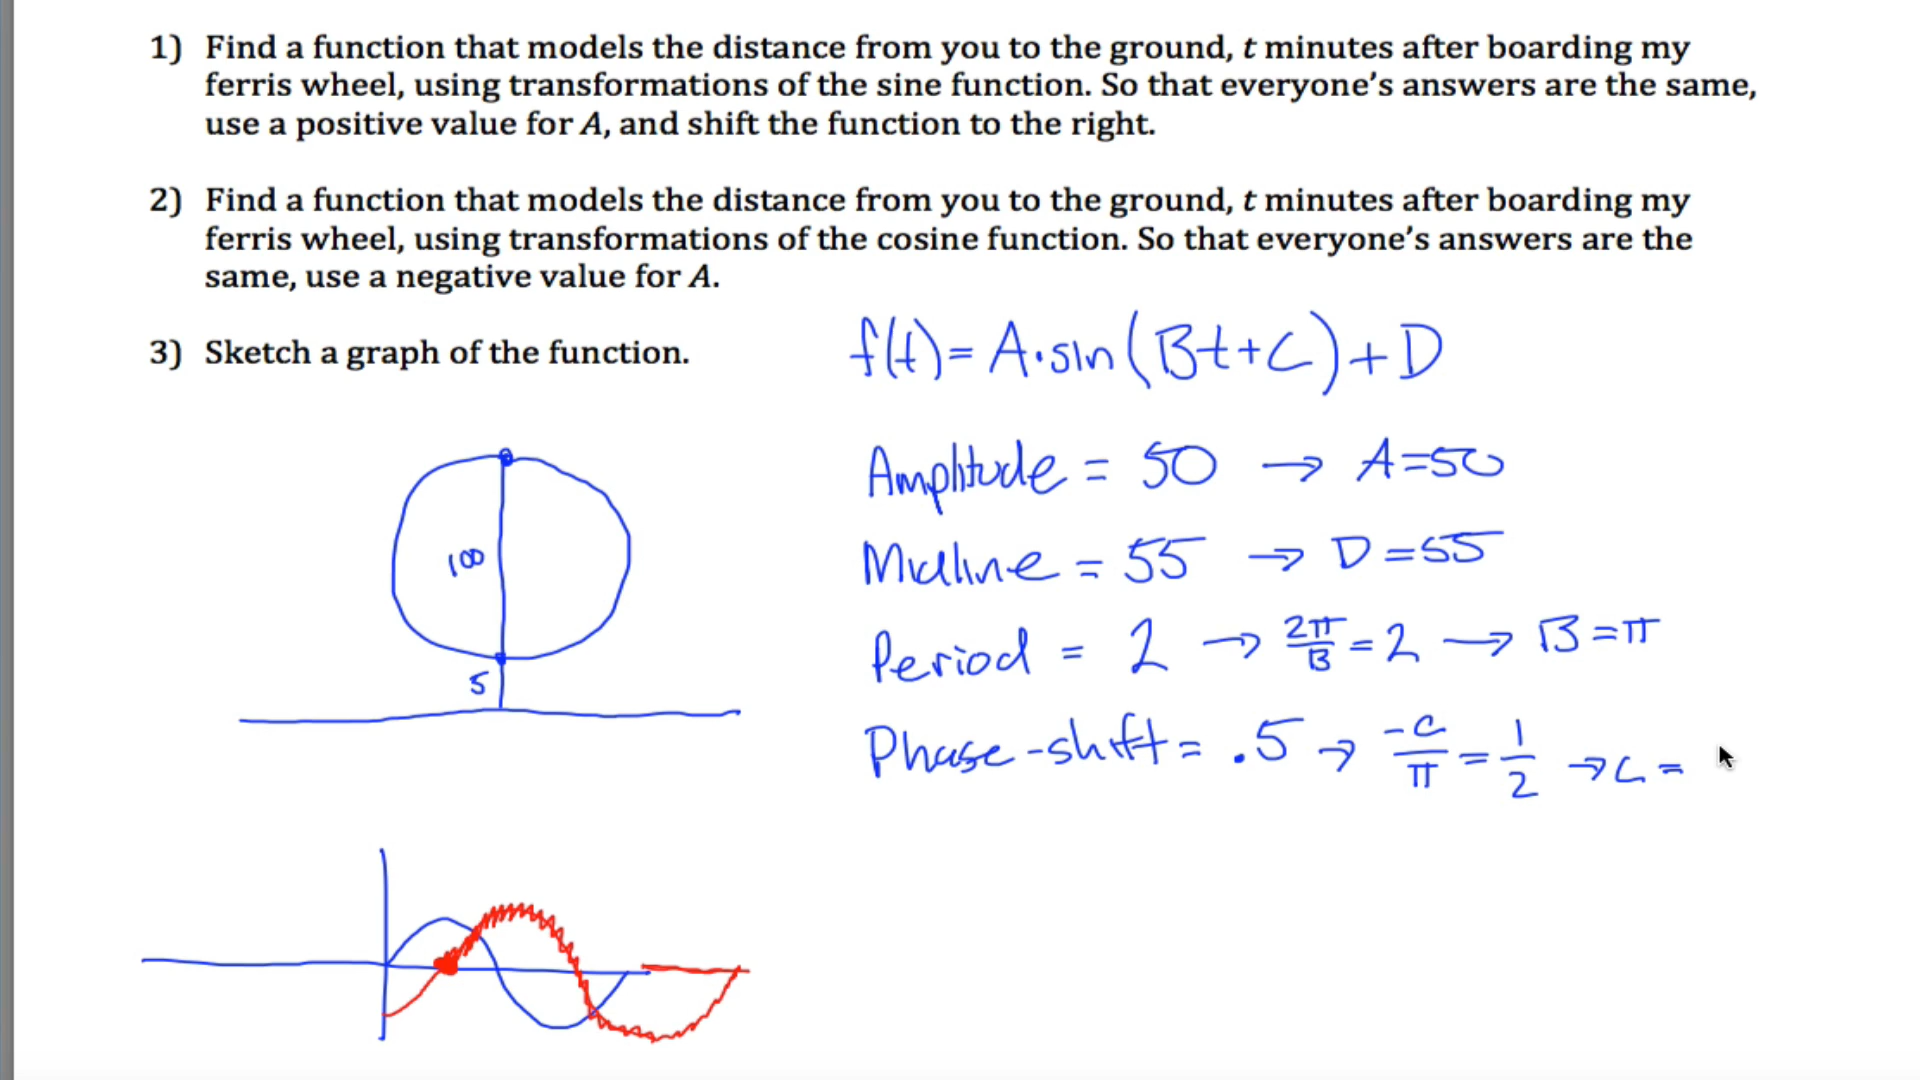 1) Find a function that models the distance from you to the ground, t minutes after boarding my
ferris wheel, using transformations of the sine function. So that everyone's answers are the same,
use a positive value for A, and shift the function to the right.
2) Find a function that models the distance from you to the ground, t minutes after boarding my
ferris wheel, using transformations of the cosine function. So that everyone's answers are the
same, use a negative value for A.
3) Sketch a graph of the function.
f(t) = A·sin(Bt+C)+D
Amplitude = 50 → A=50
Midline = 55 → D=55
Period = 2 → 2π/B = 2 → B=π
Phase-shift = .5 → -C/π = 1/2 → C =
100
5